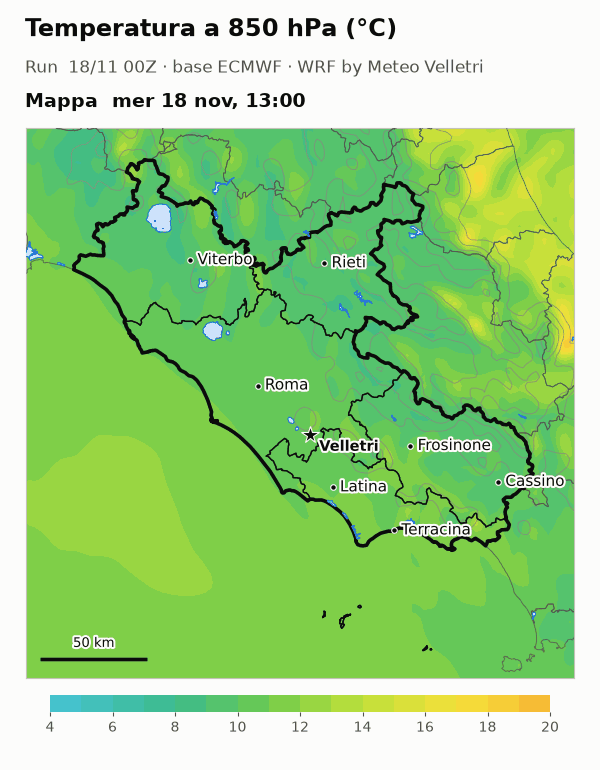 Temperatura a 850 hPa (°C)
Run 18/11 00Z · base ECMWF · WRF by Meteo Velletri
Mappa mer 18 nov, 13:00
Viterbo
Rieti
Roma
Velletri
Frosinone
Latina
Cassino
Terracina
50 km
4 6 8 10 12 14 16 18 20